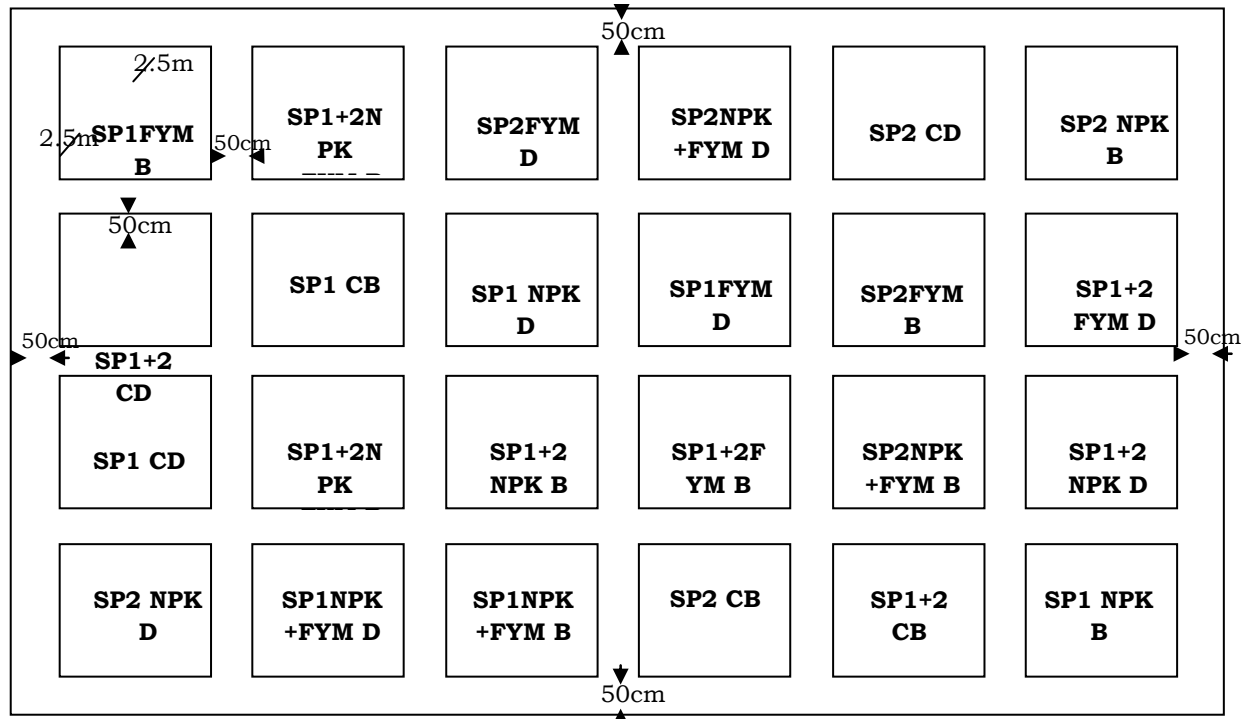 50cm
2.5m
2.5m
SP1FYM
B
50cm
SP1+2N
PK
SP2FYM
D
SP2NPK
+FYM D
SP2 CD
SP2 NPK
B
50cm
SP1 CB
SP1 NPK
D
SP1FYM
D
SP2FYM
B
SP1+2
FYM D
50cm
50cm
SP1+2
CD
SP1 CD
SP1+2N
PK
SP1+2
NPK B
SP1+2F
YM B
SP2NPK
+FYM B
SP1+2
NPK D
SP2 NPK
D
SP1NPK
+FYM D
SP1NPK
+FYM B
SP2 CB
SP1+2
CB
SP1 NPK
B
50cm